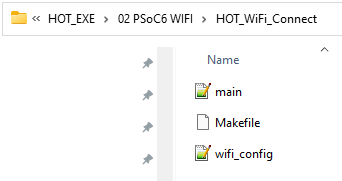 « HOT_EXE > 02 PSoC6 WIFI > HOT_WiFi_Connect
Name
main
Makefile
wifi_config